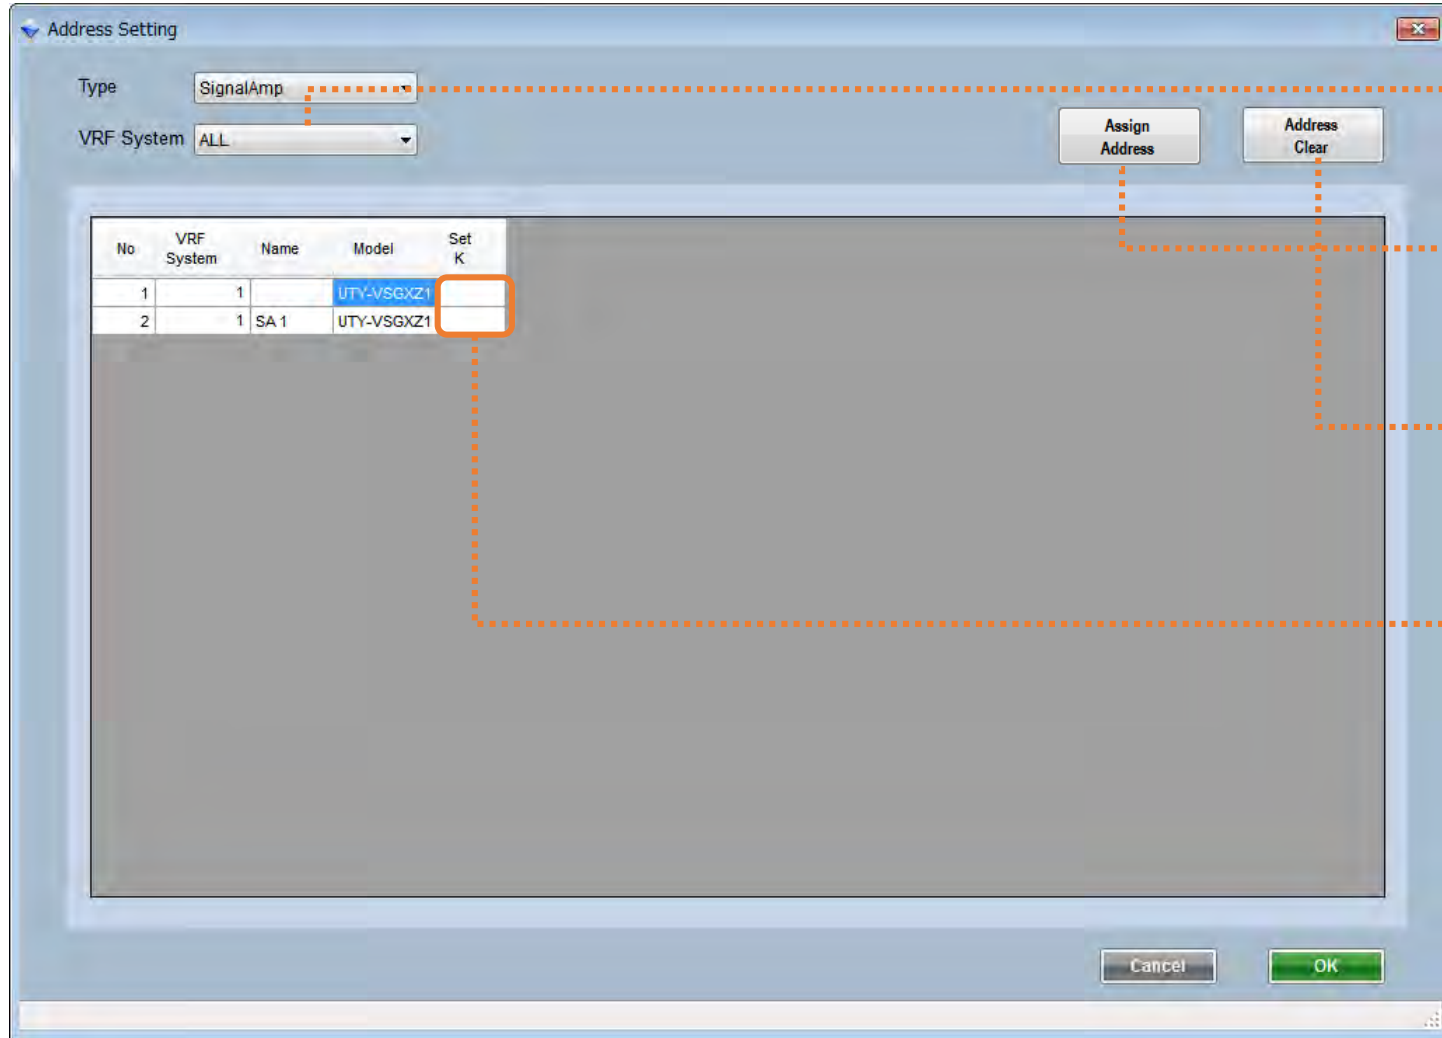 Address Setting
Type SignalAmp
VRF System ALL
Assign
Address
Address
Clear
No VRF System Name Model Set K
1 1 UTY-VSGXZ1
2 1 SA 1 UTY-VSGXZ1
Cancel OK